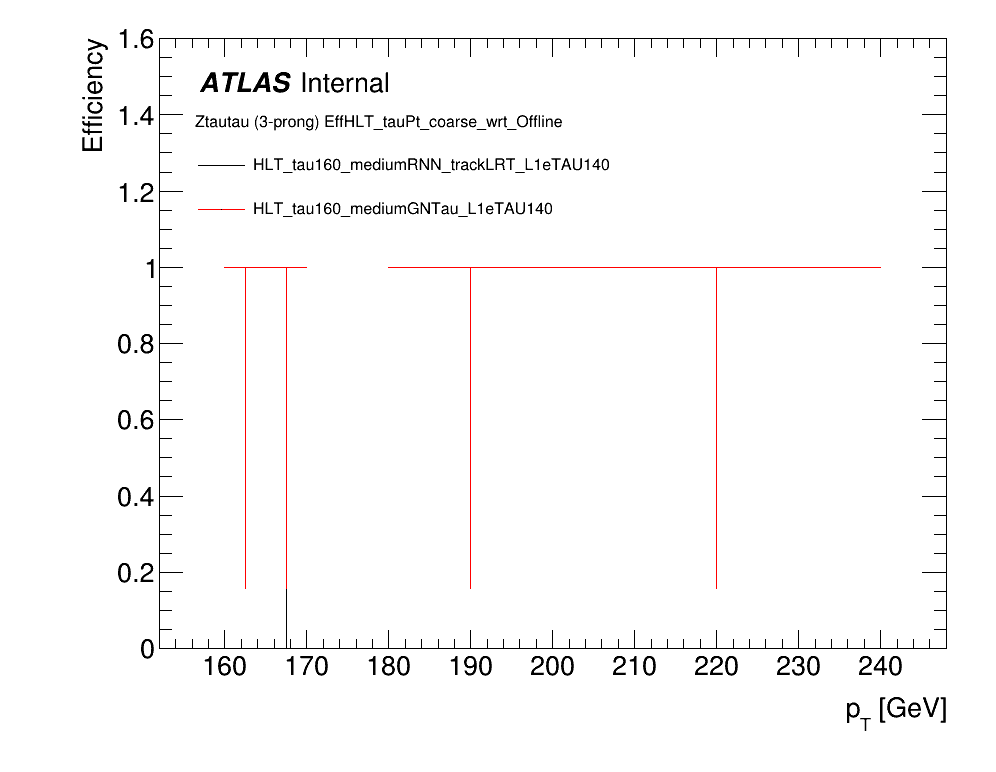 Efficiency
1.6
1.4
1.2
1
0.8
0.6
0.4
0.2
0
ATLAS Internal
Ztautau (3-prong) EffHLT_tauPt_coarse_wrt_Offline
HLT_tau160_mediumRNN_trackLRT_L1eTAU140
HLT_tau160_mediumGNTau_L1eTAU140
160 170 180 190 200 210 220 230 240
p_T [GeV]